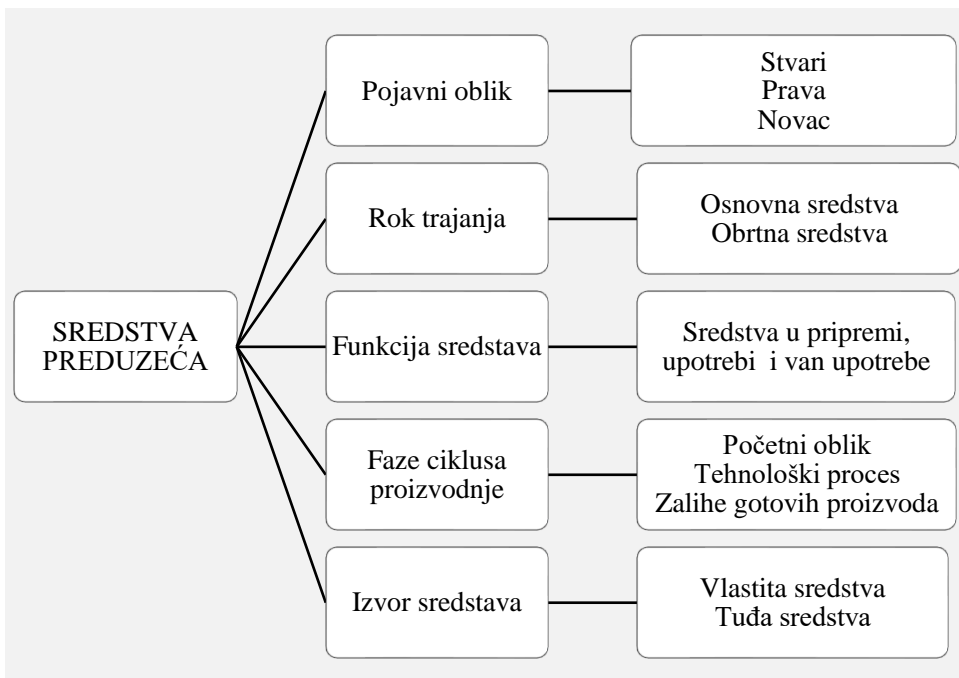 SREDSTVA
PREDUZEĆA
Pojavni oblik
Stvari
Prava
Novac
Rok trajanja
Osnovna sredstva
Obrtna sredstva
Funkcija sredstava
Sredstva u pripremi,
upotrebi  i van upotrebe
Faze ciklusa
proizvodnje
Početni oblik
Tehnološki proces
Zalihe gotovih proizvoda
Izvor sredstava
Vlastita sredstva
Tuđa sredstva